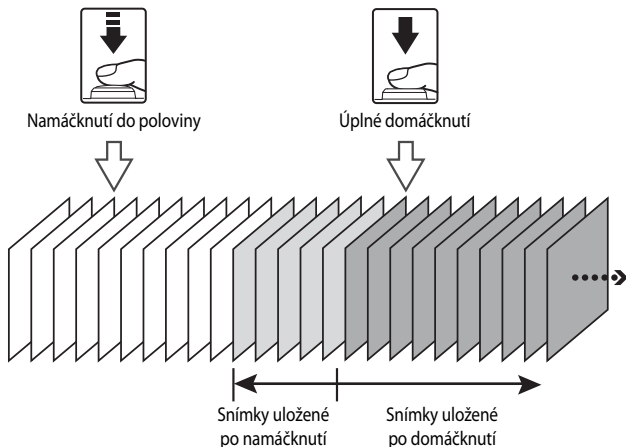 Namáčknutí do poloviny
Úplné domáčknutí
Snímky uložené
po namáčknutí
Snímky uložené
po domáčknutí